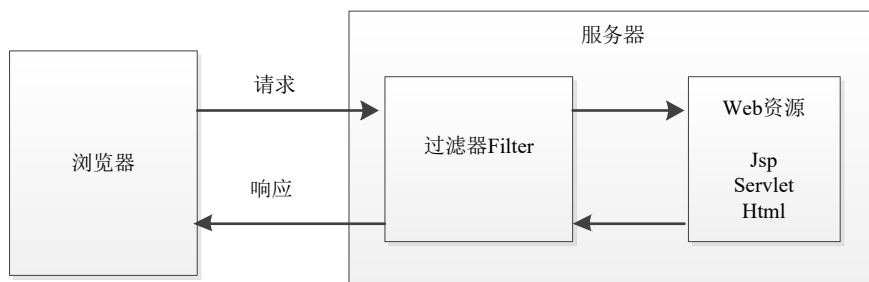 服务器
浏览器
请求
响应
过滤器Filter
Web资源
Jsp
Servlet
Html